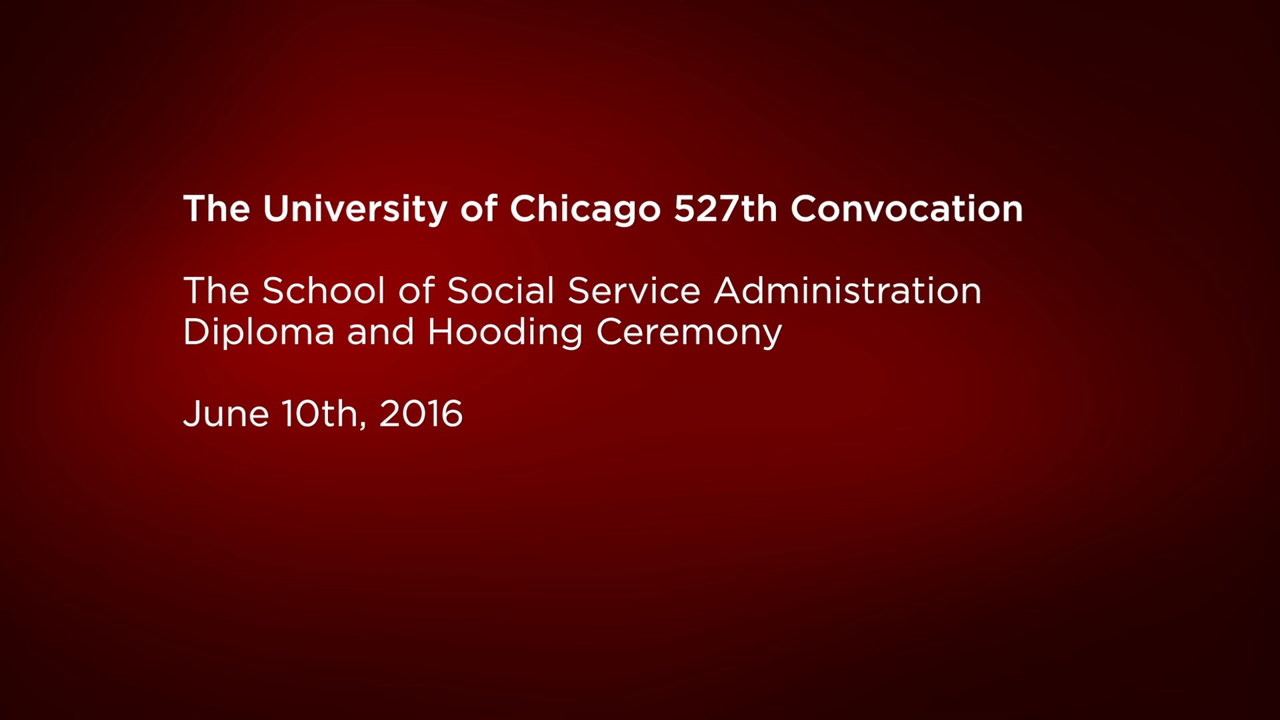 The University of Chicago 527th Convocation
The School of Social Service Administration
Diploma and Hooding Ceremony
June 10th, 2016